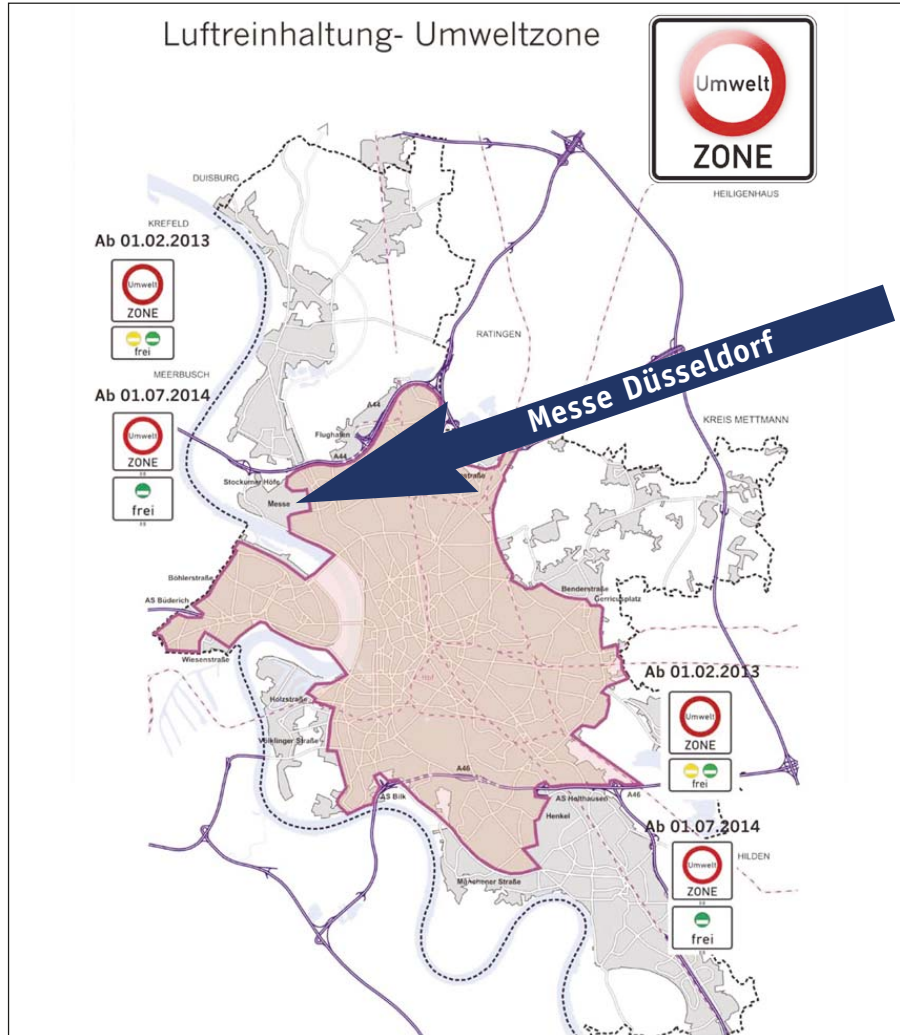 Luftreinhaltung- Umweltzone
Umwelt
ZONE
HEILIGENHAUS
DUISBURG
KREFELD
Ab 01.02.2013
Umwelt
ZONE
frei
MEERBUSCH
Ab 01.07.2014
Umwelt
ZONE
frei
RATINGEN
Messe Düsseldorf
KREIS METTMANN
A44
Flughafen
A44
Stockumer Höfe
Messe
Böhlerstraße
AS Büderich
Wiesenstraße
Benderstraße
Gerricusplatz
Holzstraße
Völklinger Straße
Ab 01.02.2013
Umwelt
ZONE
frei
A46
AS Bilk
AS Holthausen
A46
Henkel
Ab 01.07.2014
HILDEN
Umwelt
ZONE
frei
Münchner Straße